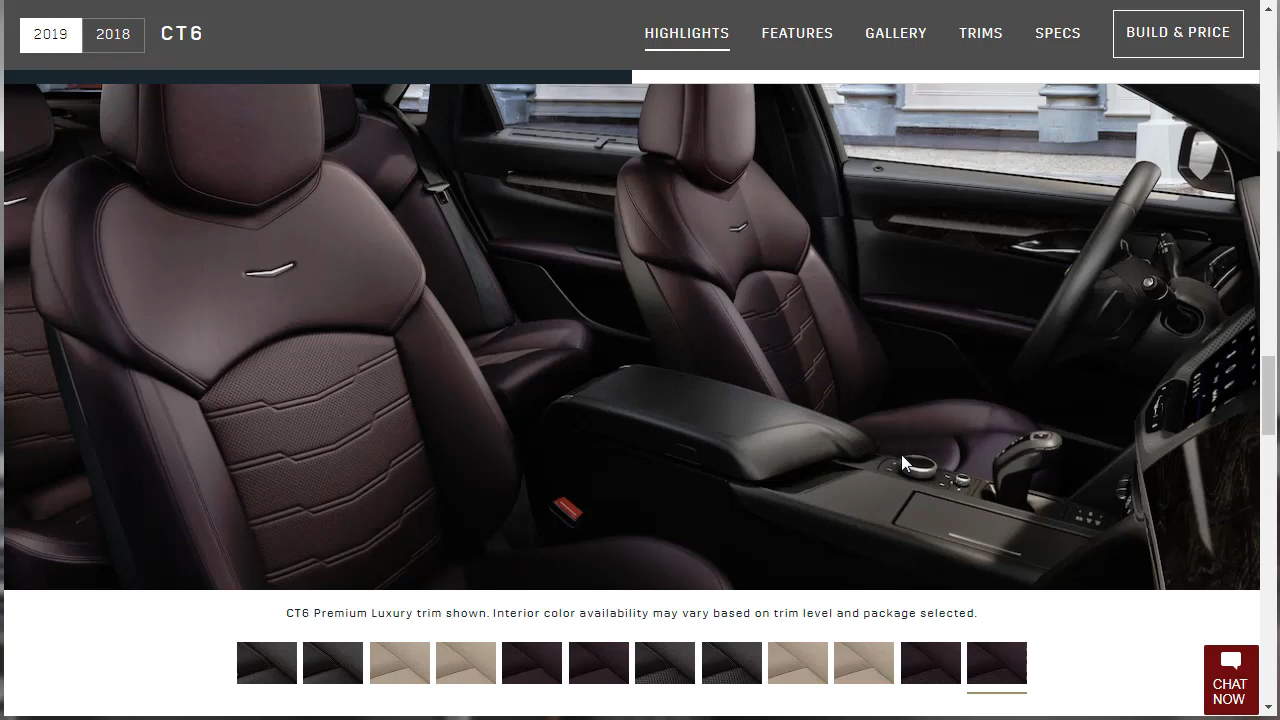 2019
2018
CT6
HIGHLIGHTS
FEATURES
GALLERY
TRIMS
SPECS
BUILD & PRICE
CT6 Premium Luxury trim shown. Interior color availability may vary based on trim level and package selected.
CHAT
NOW